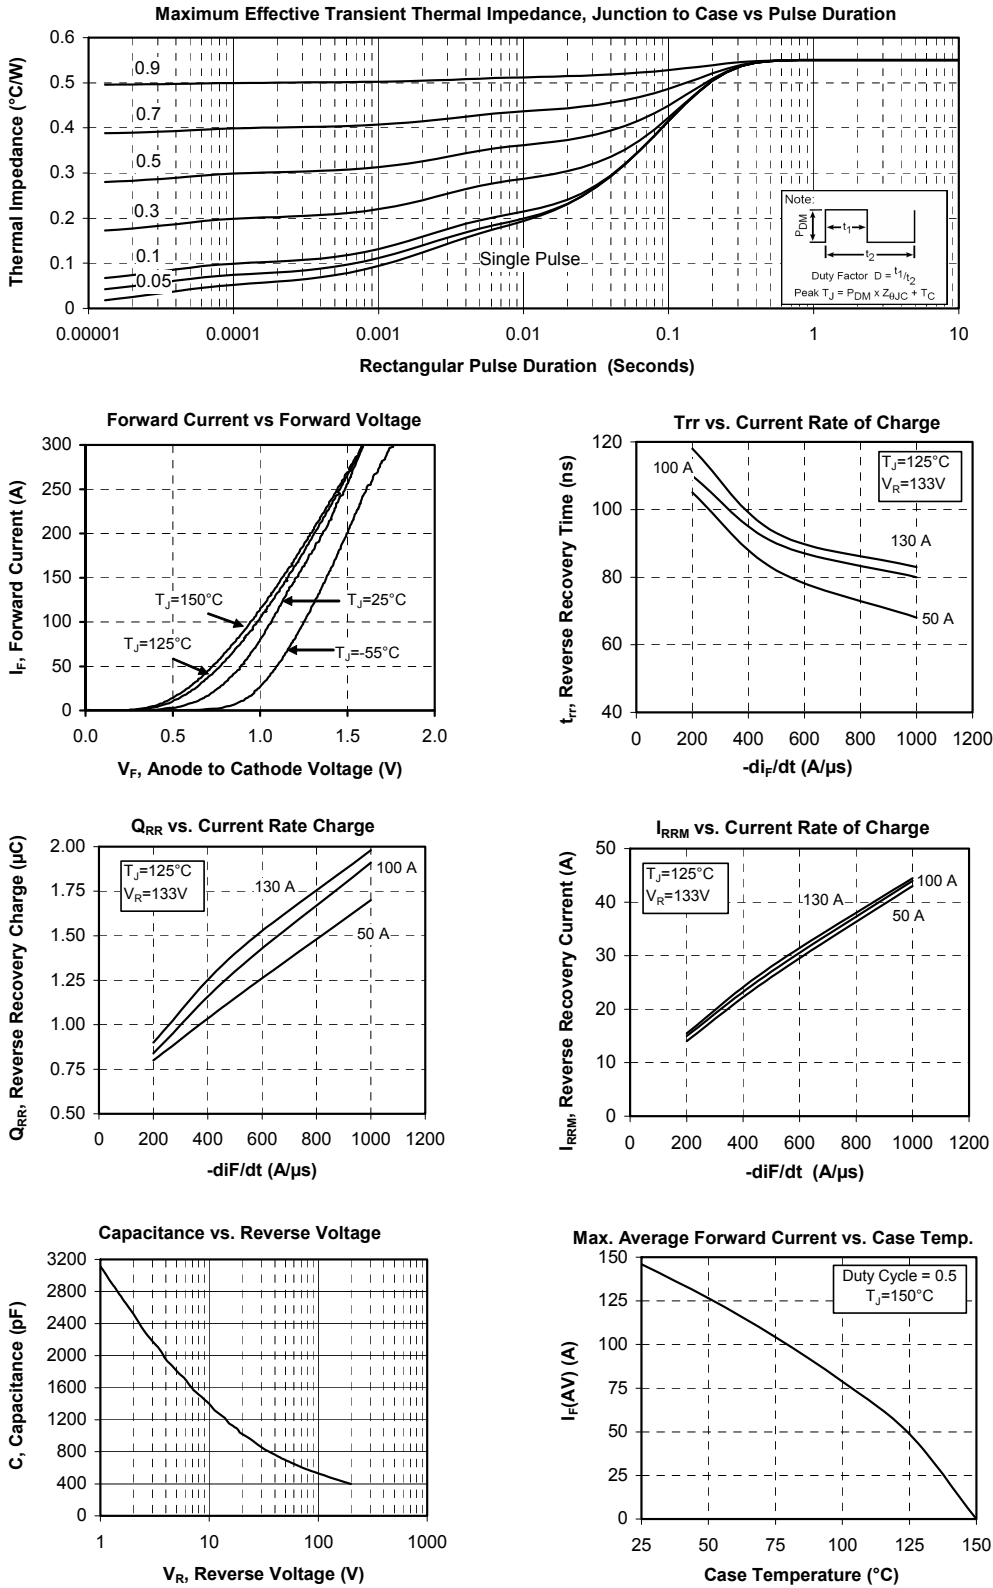 Maximum Effective Transient Thermal Impedance, Junction to Case vs Pulse Duration
Thermal Impedance (°C/W)
0.6
0.5
0.4
0.3
0.2
0.1
0
0.9
0.7
0.5
0.3
0.1
0.05
Single Pulse
Note:
PDM
t1
t2
Duty Factor D = t1/t2
Peak TJ = PDM x ZθJC + TC
0.00001 0.0001 0.001 0.01 0.1 1 10
Rectangular Pulse Duration (Seconds)
Forward Current vs Forward Voltage
IF, Forward Current (A)
300
250
200
150
100
50
0
TJ=150°C
TJ=125°C
TJ=25°C
TJ=-55°C
0.0 0.5 1.0 1.5 2.0
VF, Anode to Cathode Voltage (V)
Trr vs. Current Rate of Charge
trr, Reverse Recovery Time (ns)
120
100
80
60
40
TJ=125°C
VR=133V
100 A
130 A
50 A
0 200 400 600 800 1000 1200
-diF/dt (A/µs)
QRR vs. Current Rate Charge
QRR, Reverse Recovery Charge (µC)
2.00
1.75
1.50
1.25
1.00
0.75
0.50
TJ=125°C
VR=133V
130 A
100 A
50 A
0 200 400 600 800 1000 1200
-diF/dt (A/µs)
IRRM vs. Current Rate of Charge
IRRM, Reverse Recovery Current (A)
50
40
30
20
10
0
TJ=125°C
VR=133V
130 A
100 A
50 A
0 200 400 600 800 1000 1200
-diF/dt (A/µs)
Capacitance vs. Reverse Voltage
C, Capacitance (pF)
3200
2800
2400
2000
1600
1200
800
400
0
1 10 100 1000
VR, Reverse Voltage (V)
Max. Average Forward Current vs. Case Temp.
IF(AV) (A)
150
125
100
75
50
25
0
Duty Cycle = 0.5
TJ=150°C
25 50 75 100 125 150
Case Temperature (°C)